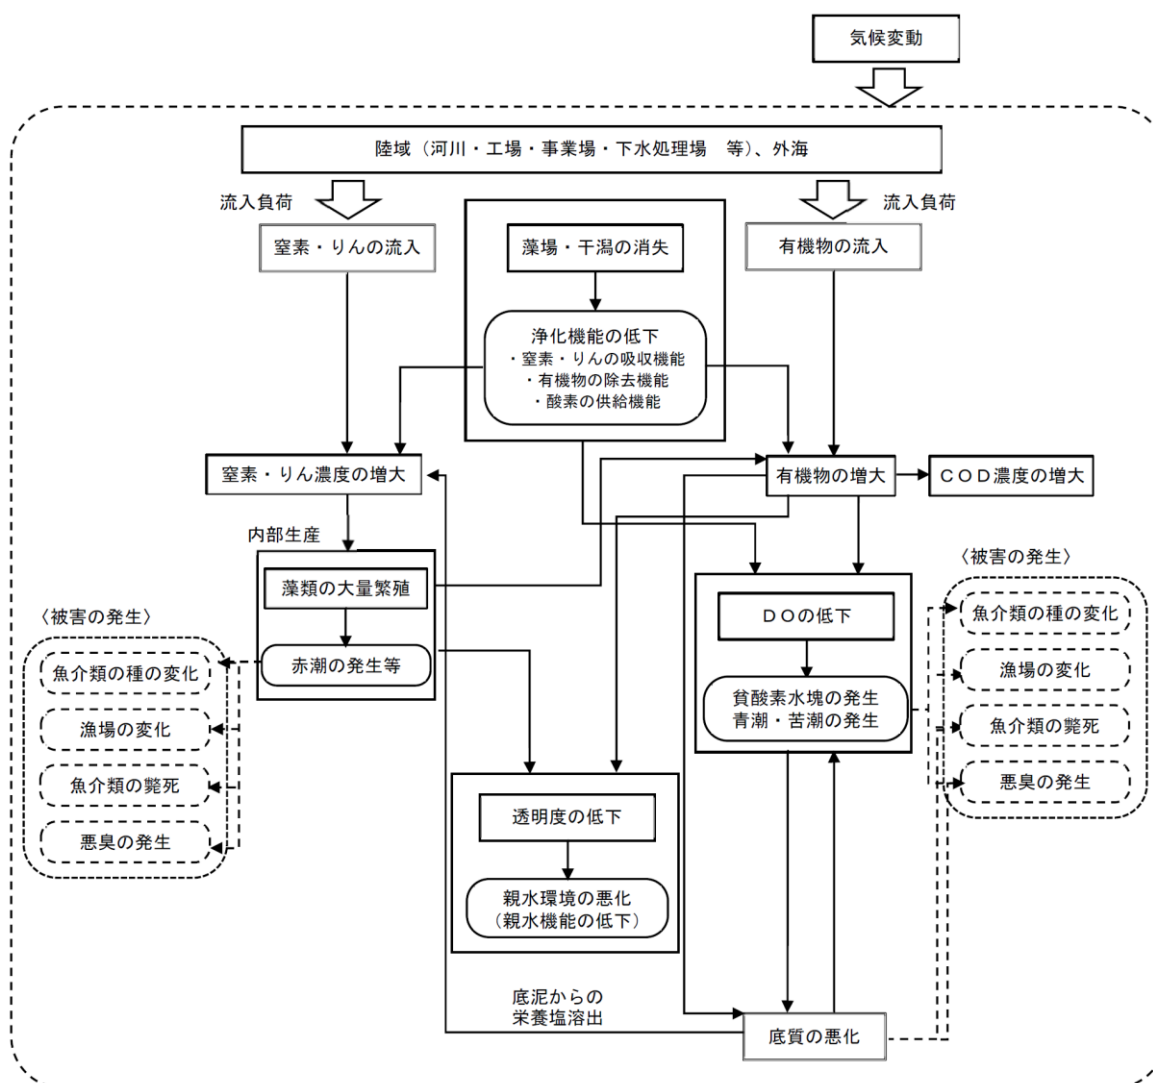 気候変動
陸域（河川・工場・事業場・下水処理場　等）、外海
流入負荷
流入負荷
窒素・りんの流入
藻場・干潟の消失
有機物の流入
浄化機能の低下
・窒素・りんの吸収機能
・有機物の除去機能
・酸素の供給機能
窒素・りん濃度の増大
有機物の増大
ＣＯＤ濃度の増大
内部生産
藻類の大量繁殖
赤潮の発生等
〈被害の発生〉
魚介類の種の変化
漁場の変化
魚介類の斃死
悪臭の発生
ＤＯの低下
貧酸素水塊の発生
青潮・苦潮の発生
〈被害の発生〉
魚介類の種の変化
漁場の変化
魚介類の斃死
悪臭の発生
透明度の低下
親水環境の悪化
（親水機能の低下）
底泥からの
栄養塩溶出
底質の悪化